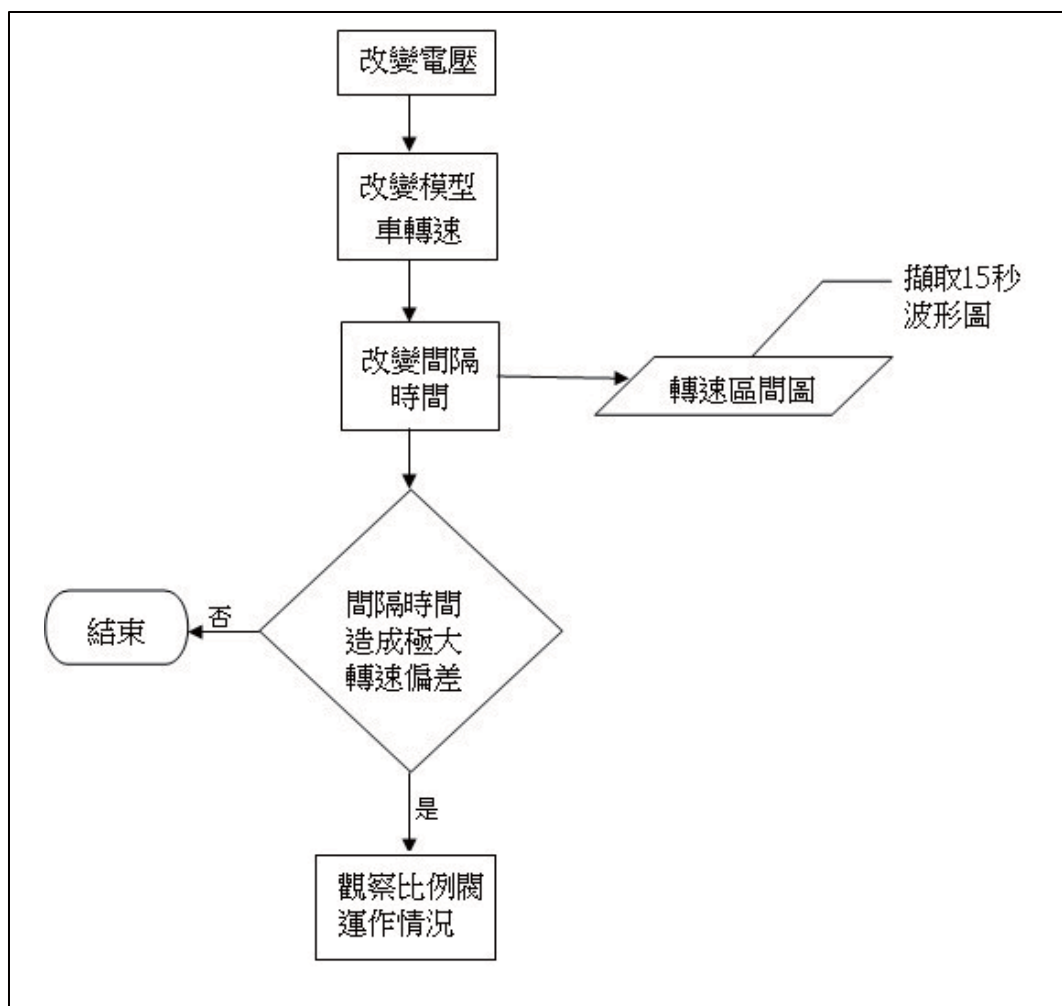 改變電壓
改變模型
車轉速
擷取15秒
波形圖
改變間隔
時間
轉速區間圖
間隔時間
造成極大
轉速偏差
否
結束
是
觀察比例閥
運作情況